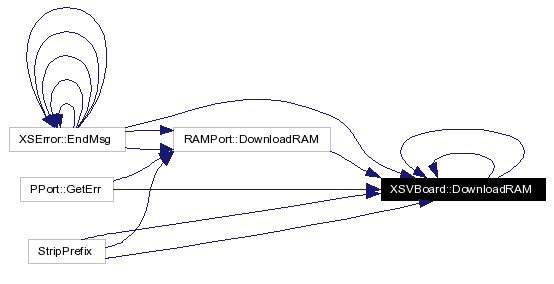 XSError::EndMsg
RAMPort::DownloadRAM
PPort::GetErr
XSVBoard::DownloadRAM
StripPrefix